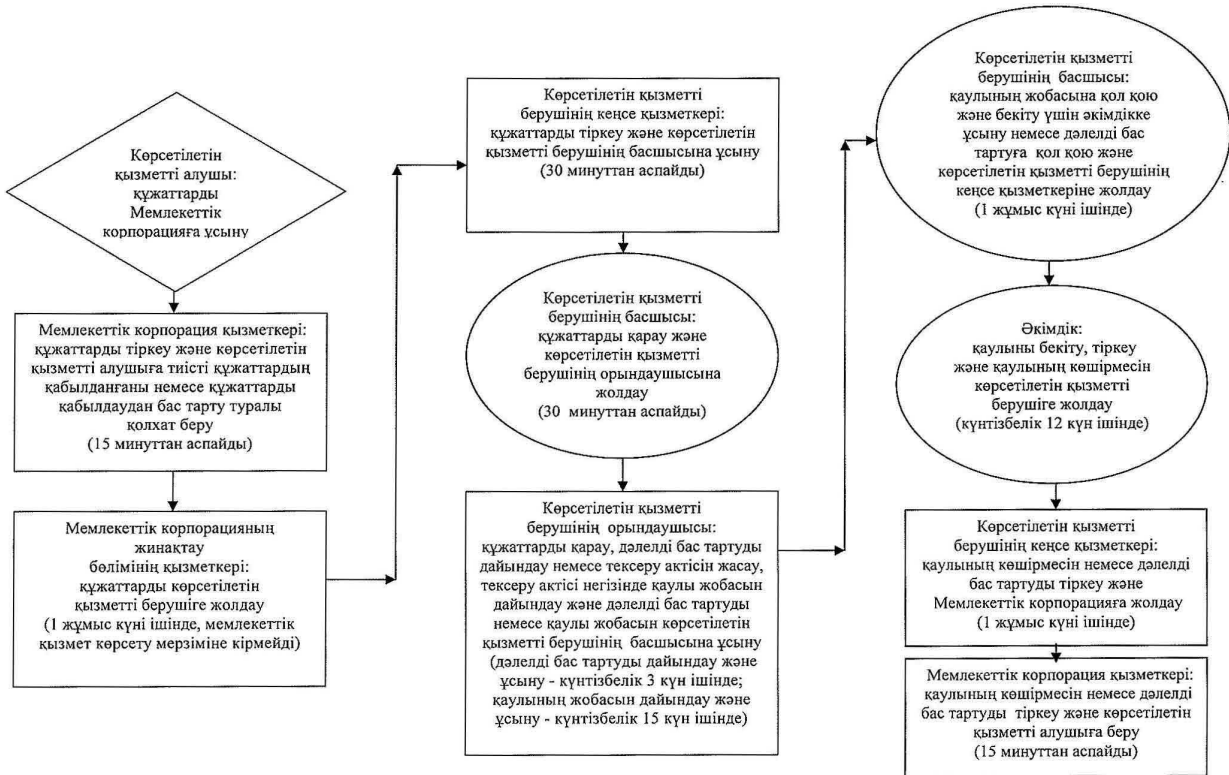 Көрсетілетін
қызметті алушы:
құжаттарды
Мемлекеттік
корпорацияға ұсыну
Мемлекеттік корпорация қызметкері:
құжаттарды тіркеу және көрсетілетін
қызметті алушыға тиісті құжаттардың
қабылданғаны немесе құжаттарды
қабылдаудан бас тарту туралы
қолхат беру
(15 минуттан аспайды)
Мемлекеттік корпорацияның
жинақтау
бөлімінің қызметкері:
құжаттарды көрсетілетін
қызметті берушіге жолдау
(1 жұмыс күні ішінде, мемлекеттік
қызмет көрсету мерзіміне кірмейді)
Көрсетілетін қызметті
берушінің кеңсе қызметкері:
құжаттарды тіркеу және көрсетілетін
қызметті берушінің басшысына ұсыну
(30 минуттан аспайды)
Көрсетілетін қызметті
берушінің басшысы:
құжаттарды қарау және
көрсетілетін қызметті
берушінің орындаушысына
жолдау
(30 минуттан аспайды)
Көрсетілетін қызметті
берушінің орындаушысы:
құжаттарды қарау, дәлелді бас тартуды
дайындау немесе тексеру актісін жасау,
тексеру актісі негізінде қаулы жобасын
дайындау және дәлелді бас тартуды
немесе қаулы жобасын көрсетілетін
қызметті берушінің басшысына ұсыну
(дәлелді бас тартуды дайындау және
ұсыну - күнтізбелік 3 күн ішінде;
қаулының жобасын дайындау және
ұсыну - күнтізбелік 15 күн ішінде)
Көрсетілетін қызметті
берушінің басшысы:
қаулының жобасына қол қою
және бекіту үшін әкімдікке
ұсыну немесе дәлелді бас
тартуға қол қою және
көрсетілетін қызметті берушінің
кеңсе қызметкеріне жолдау
(1 жұмыс күні ішінде)
Әкімдік:
қаулыны бекіту, тіркеу
және қаулының көшірмесін
көрсетілетін қызметті
берушіге жолдау
(күнтізбелік 12 күн ішінде)
Көрсетілетін қызметті
берушінің кеңсе қызметкері:
қаулының көшірмесін немесе дәлелді
бас тартуды тіркеу және
Мемлекеттік корпорацияға жолдау
(1 жұмыс күні ішінде)
Мемлекеттік корпорация қызметкері:
қаулының көшірмесін немесе дәлелді
бас тартуды тіркеу және көрсетілетін
қызметті алушыға беру
(15 минуттан аспайды)